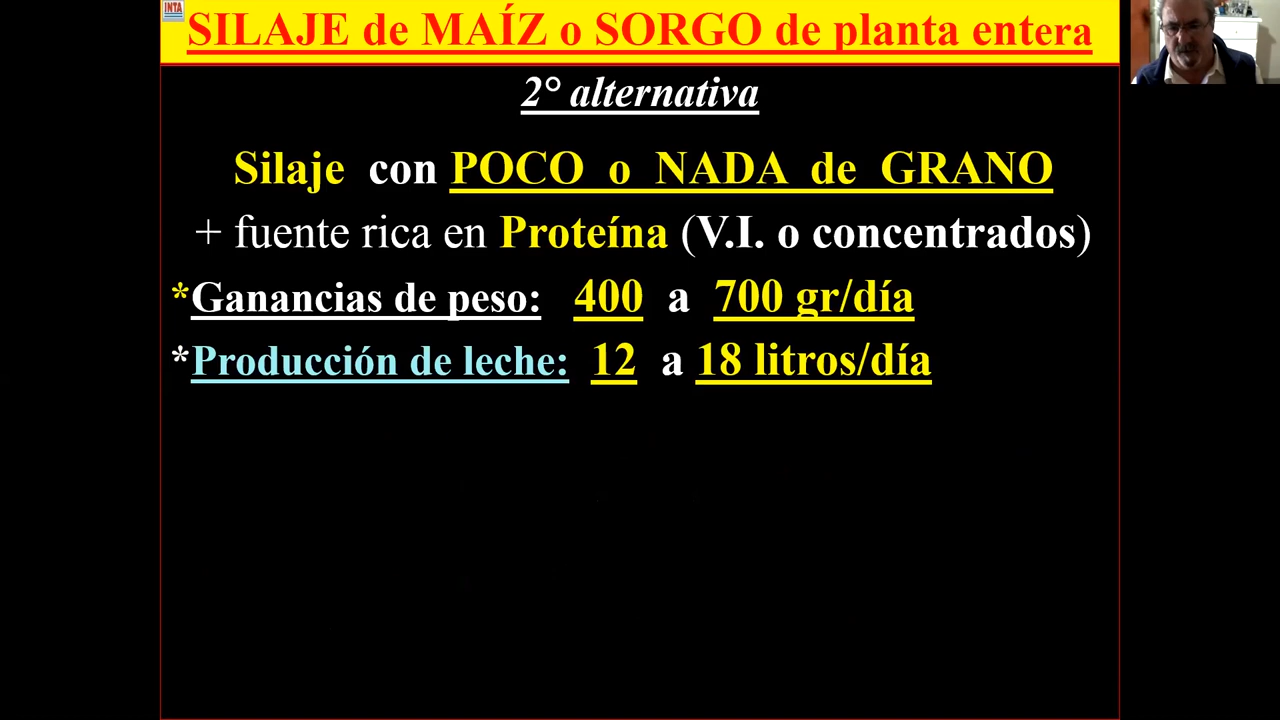 INTA
SILAJE de MAÍZ o SORGO de planta entera
2° alternativa
Silaje con POCO o NADA de GRANO
+ fuente rica en Proteína (V.I. o concentrados)
*Ganancias de peso: 400 a 700 gr/día
*Producción de leche: 12 a 18 litros/día